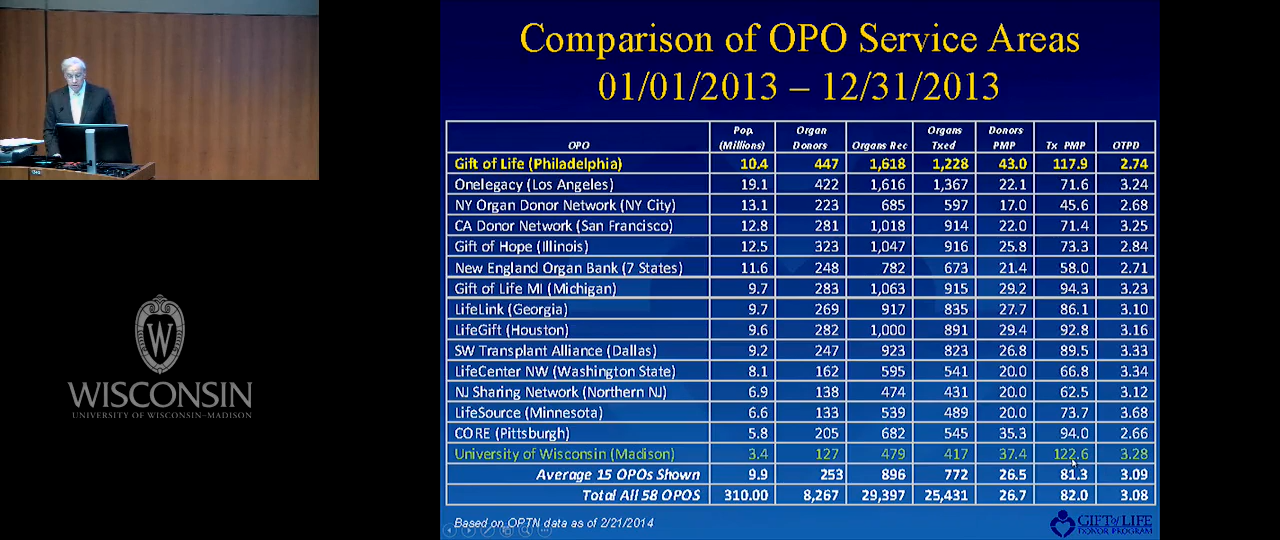 Comparison of OPO Service Areas
01/01/2013 – 12/31/2013
OPO Pop. (Millions) Organ Donors Organs Rec Organs Txed Donors PMP Tx PMP OTPD
Gift of Life (Philadelphia) 10.4 447 1,618 1,228 43.0 117.9 2.74
Onelegacy (Los Angeles) 19.1 422 1,616 1,367 22.1 71.6 3.24
NY Organ Donor Network (NY City) 13.1 223 685 597 17.0 45.6 2.68
CA Donor Network (San Francisco) 12.8 281 1,018 914 22.0 71.4 3.25
Gift of Hope (Illinois) 12.5 323 1,047 916 25.8 73.3 2.84
New England Organ Bank (7 States) 11.6 248 782 673 21.4 58.0 2.71
Gift of Life MI (Michigan) 9.7 283 1,063 915 29.2 94.3 3.23
LifeLink (Georgia) 9.7 269 917 835 27.7 86.1 3.10
LifeGift (Houston) 9.6 282 1,000 891 29.4 92.8 3.16
SW Transplant Alliance (Dallas) 9.2 247 923 823 26.8 89.5 3.33
LifeCenter NW (Washington State) 8.1 162 595 541 20.0 66.8 3.34
NJ Sharing Network (Northern NJ) 6.9 138 474 431 20.0 62.5 3.12
LifeSource (Minnesota) 6.6 133 539 489 20.0 73.7 3.68
CORE (Pittsburgh) 5.8 205 682 545 35.3 94.0 2.66
University of Wisconsin (Madison) 3.4 127 479 417 37.4 122.6 3.28
Average 15 OPOs Shown 9.9 253 896 772 26.5 81.3 3.09
Total All 58 OPOS 310.00 8,267 29,397 25,431 26.7 82.0 3.08
Based on OPTN data as of 2/21/2014
GIFT of LIFE
DONOR PROGRAM
W
WISCONSIN
UNIVERSITY OF WISCONSIN–MADISON